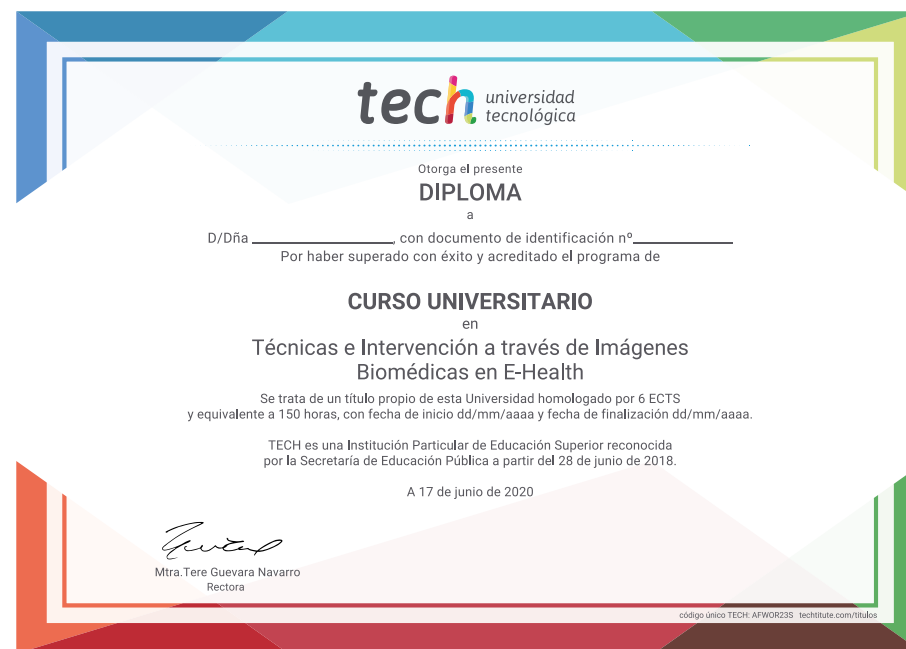 tech universidad
tecnológica
Otorga el presente
DIPLOMA
a
D/Dña ____________________, con documento de identificación nº______________
Por haber superado con éxito y acreditado el programa de
CURSO UNIVERSITARIO
en
Técnicas e Intervención a través de Imágenes
Biomédicas en E-Health
Se trata de un título propio de esta Universidad homologado por 6 ECTS
y equivalente a 150 horas, con fecha de inicio dd/mm/aaaa y fecha de finalización dd/mm/aaaa.
TECH es una Institución Particular de Educación Superior reconocida
por la Secretaría de Educación Pública a partir del 28 de junio de 2018.
A 17 de junio de 2020
Mtra.Tere Guevara Navarro
Rectora
código único TECH: AFWOR23S techtitute.com/titulos